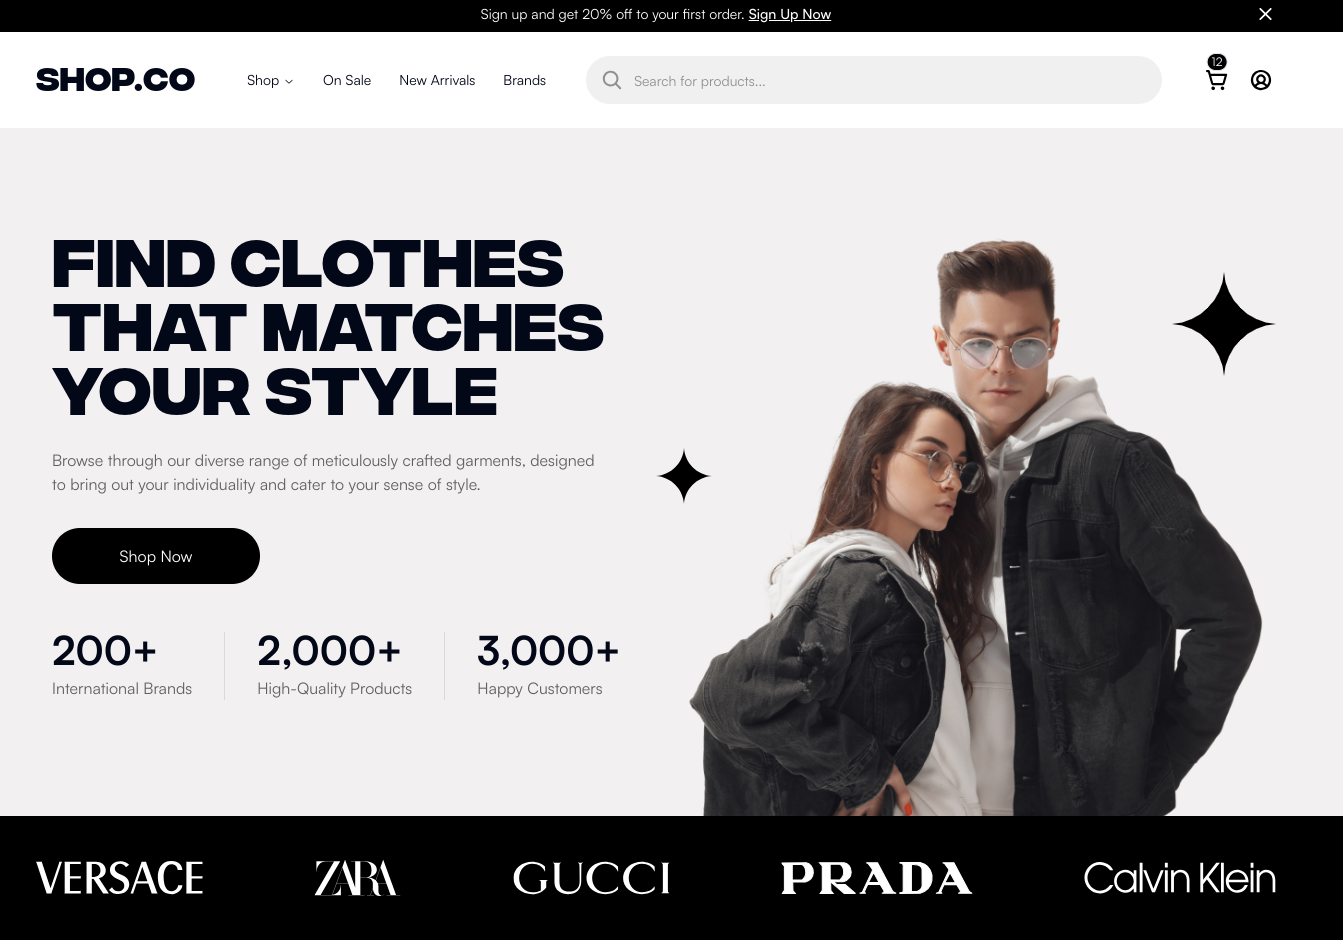 Sign up and get 20% off to your first order. Sign Up Now
SHOP.CO
Shop
On Sale
New Arrivals
Brands
Search for products...
12
FIND CLOTHES
THAT MATCHES
YOUR STYLE
Browse through our diverse range of meticulously crafted garments, designed
to bring out your individuality and cater to your sense of style.
Shop Now
200+
International Brands
2,000+
High-Quality Products
3,000+
Happy Customers
VERSACE
ZARA
GUCCI
PRADA
Calvin Klein